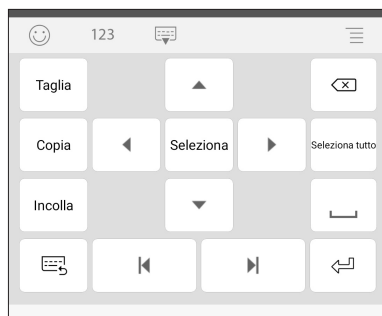 123
Taglia
Copia
Seleziona
Seleziona tutto
Incolla